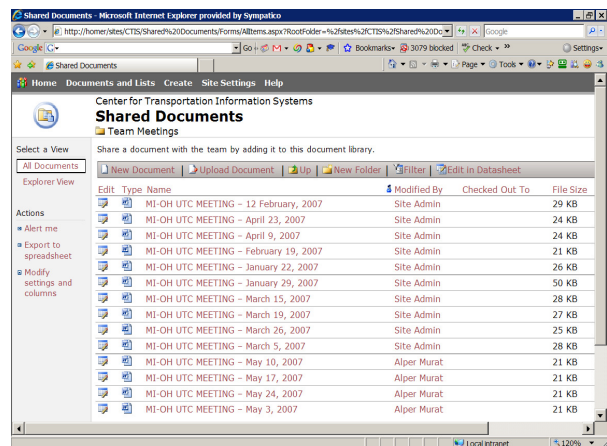 Shared Documents - Microsoft Internet Explorer provided by Sympatico
http://homer/sites/CTIS/Shared%20Documents/Forms/AllItems.aspx?RootFolder=%2fsites%2fCTIS%2fShared%20Do Google
Google G Go M Bookmarks 3079 blocked Check » Settings
Shared Documents Page Tools
Home Documents and Lists Create Site Settings Help
Center for Transportation Information Systems
Shared Documents
Team Meetings
Select a View
All Documents
Explorer View
Actions
Alert me
Export to
spreadsheet
Modify
settings and
columns
Share a document with the team by adding it to this document library.
New Document | Upload Document | Up | New Folder | Filter | Edit in Datasheet
Edit Type Name Modified By Checked Out To File Size
MI-OH UTC MEETING – 12 February, 2007 Site Admin 29 KB
MI-OH UTC MEETING – April 23, 2007 Site Admin 24 KB
MI-OH UTC MEETING – April 9, 2007 Site Admin 24 KB
MI-OH UTC MEETING – February 19, 2007 Site Admin 21 KB
MI-OH UTC MEETING – January 22, 2007 Site Admin 26 KB
MI-OH UTC MEETING – January 29, 2007 Site Admin 50 KB
MI-OH UTC MEETING – March 15, 2007 Site Admin 28 KB
MI-OH UTC MEETING – March 19, 2007 Site Admin 27 KB
MI-OH UTC MEETING – March 26, 2007 Site Admin 25 KB
MI-OH UTC MEETING – March 5, 2007 Site Admin 28 KB
MI-OH UTC MEETING – May 10, 2007 Alper Murat 21 KB
MI-OH UTC MEETING – May 17, 2007 Alper Murat 21 KB
MI-OH UTC MEETING – May 24, 2007 Alper Murat 21 KB
MI-OH UTC MEETING – May 3, 2007 Alper Murat 21 KB
Local intranet 120%